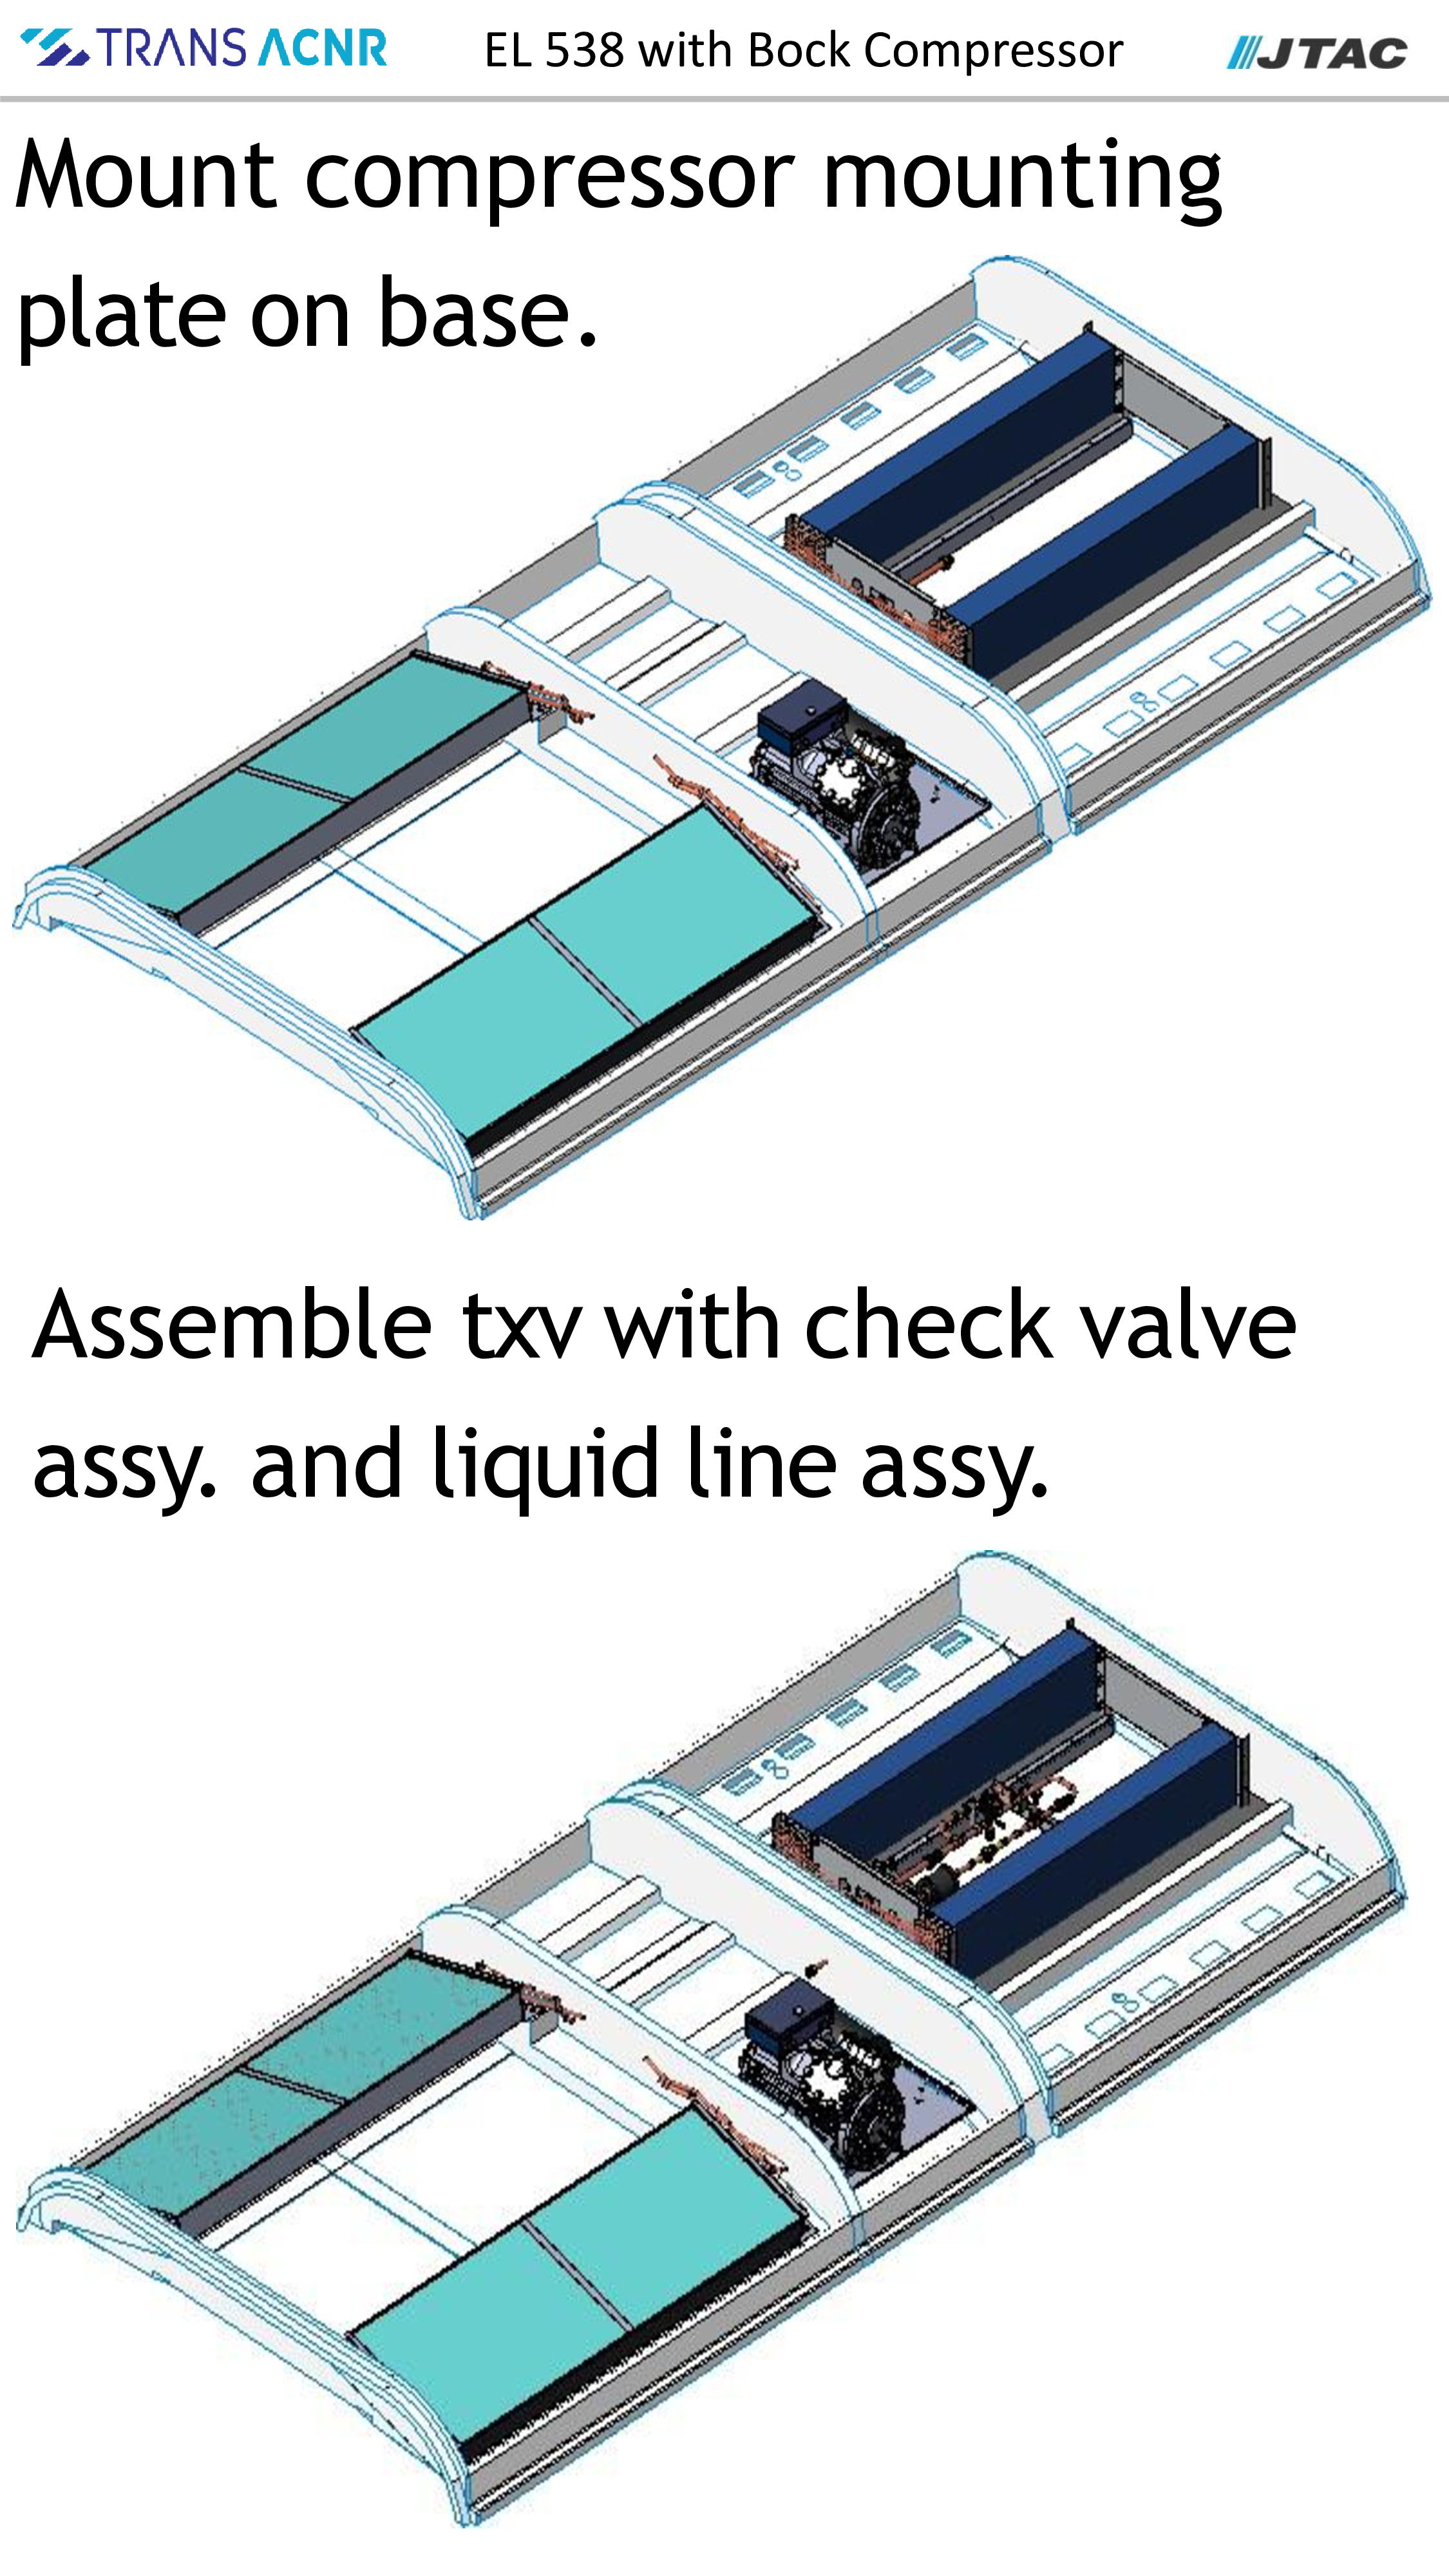 TRANS ACNR
EL 538 with Bock Compressor
JTAC
Mount compressor mounting
plate on base.
Assemble txv with check valve
assy. and liquid line assy.